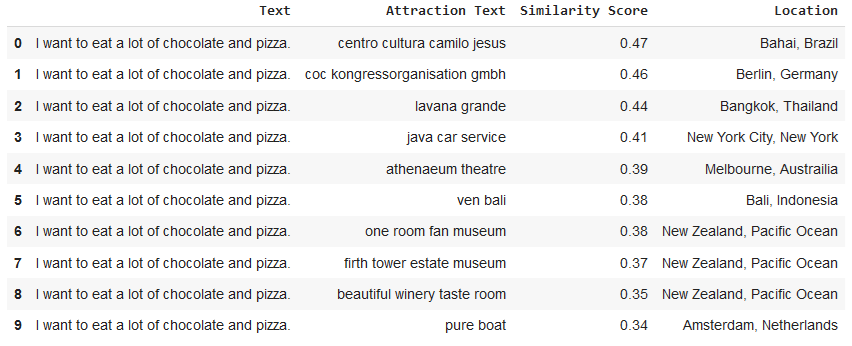 Text Attraction Text Similarity Score Location
0 I want to eat a lot of chocolate and pizza. centro cultura camilo jesus 0.47 Bahai, Brazil
1 I want to eat a lot of chocolate and pizza. coc kongressorganisation gmbh 0.46 Berlin, Germany
2 I want to eat a lot of chocolate and pizza. lavana grande 0.44 Bangkok, Thailand
3 I want to eat a lot of chocolate and pizza. java car service 0.41 New York City, New York
4 I want to eat a lot of chocolate and pizza. athenaeum theatre 0.39 Melbourne, Austrailia
5 I want to eat a lot of chocolate and pizza. ven bali 0.38 Bali, Indonesia
6 I want to eat a lot of chocolate and pizza. one room fan museum 0.38 New Zealand, Pacific Ocean
7 I want to eat a lot of chocolate and pizza. firth tower estate museum 0.37 New Zealand, Pacific Ocean
8 I want to eat a lot of chocolate and pizza. beautiful winery taste room 0.35 New Zealand, Pacific Ocean
9 I want to eat a lot of chocolate and pizza. pure boat 0.34 Amsterdam, Netherlands